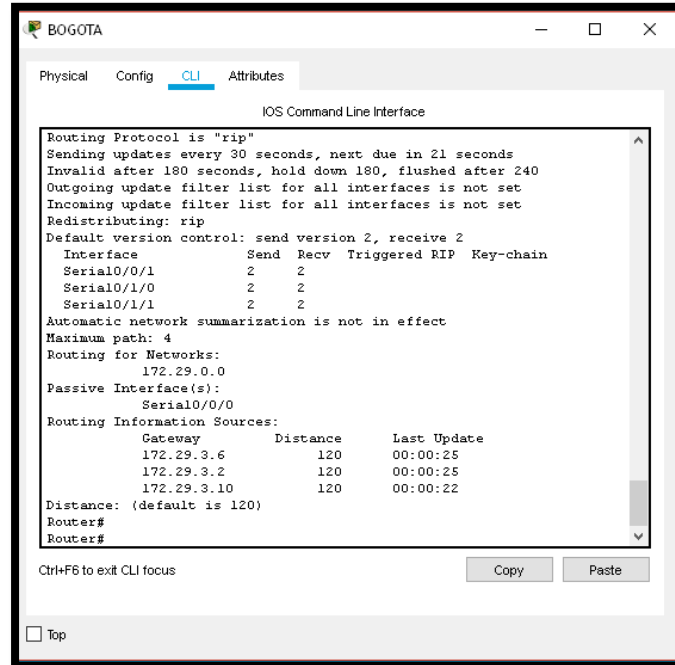 BOGOTA
Physical Config CLI Attributes
IOS Command Line Interface
Routing Protocol is "rip"
Sending updates every 30 seconds, next due in 21 seconds
Invalid after 180 seconds, hold down 180, flushed after 240
Outgoing update filter list for all interfaces is not set
Incoming update filter list for all interfaces is not set
Redistributing: rip
Default version control: send version 2, receive 2
Interface Send Recv Triggered RIP Key-chain
Serial0/0/1 2 2
Serial0/1/0 2 2
Serial0/1/1 2 2
Automatic network summarization is not in effect
Maximum path: 4
Routing for Networks:
172.29.0.0
Passive Interface(s):
Serial0/0/0
Routing Information Sources:
Gateway Distance Last Update
172.29.3.6 120 00:00:25
172.29.3.2 120 00:00:25
172.29.3.10 120 00:00:22
Distance: (default is 120)
Router#
Router#
Ctrl+F6 to exit CLI focus Copy Paste
Top